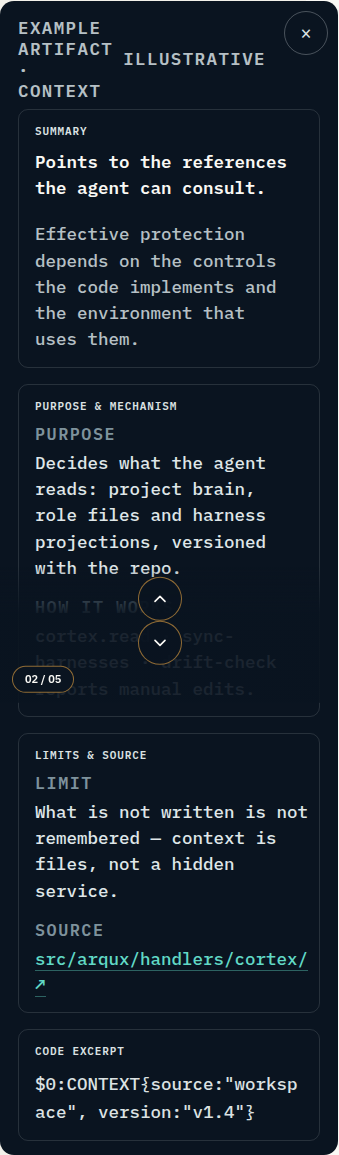 EXAMPLE
ARTIFACT
·
CONTEXT
ILLUSTRATIVE
×
SUMMARY
Points to the references
the agent can consult.
Effective protection
depends on the controls
the code implements and
the environment that
uses them.
PURPOSE & MECHANISM
PURPOSE
Decides what the agent
reads: project brain,
role files and harness
projections, versioned
with the repo.
HOW IT
sync-
harnesses
-check
manual edits.
02 / 05
LIMITS & SOURCE
LIMIT
What is not written is not
remembered — context is
files, not a hidden
service.
SOURCE
src/arqux/handlers/cortex/
↗
CODE EXCERPT
$0:CONTEXT{source:"worksp
ace", version:"v1.4"}